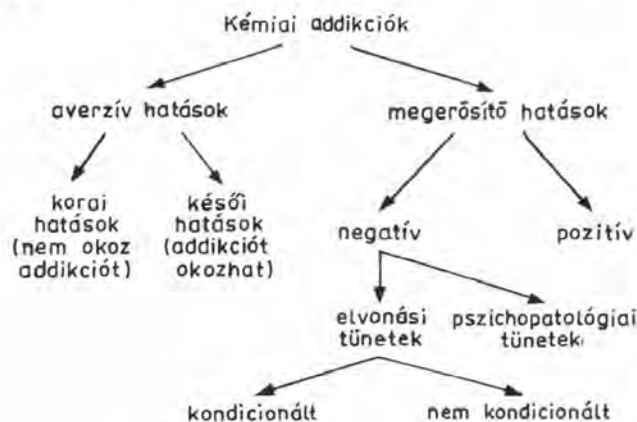 Kémiai addikciók
averzív hatások
megerősítő hatások
korai
hatások
(nem okoz
addikciót)
késői
hatások
(addikciót
okozhat)
negatív
pozitív
elvonási
tünetek
pszichopatológiai
tünetek
kondicionált
nem kondicionált